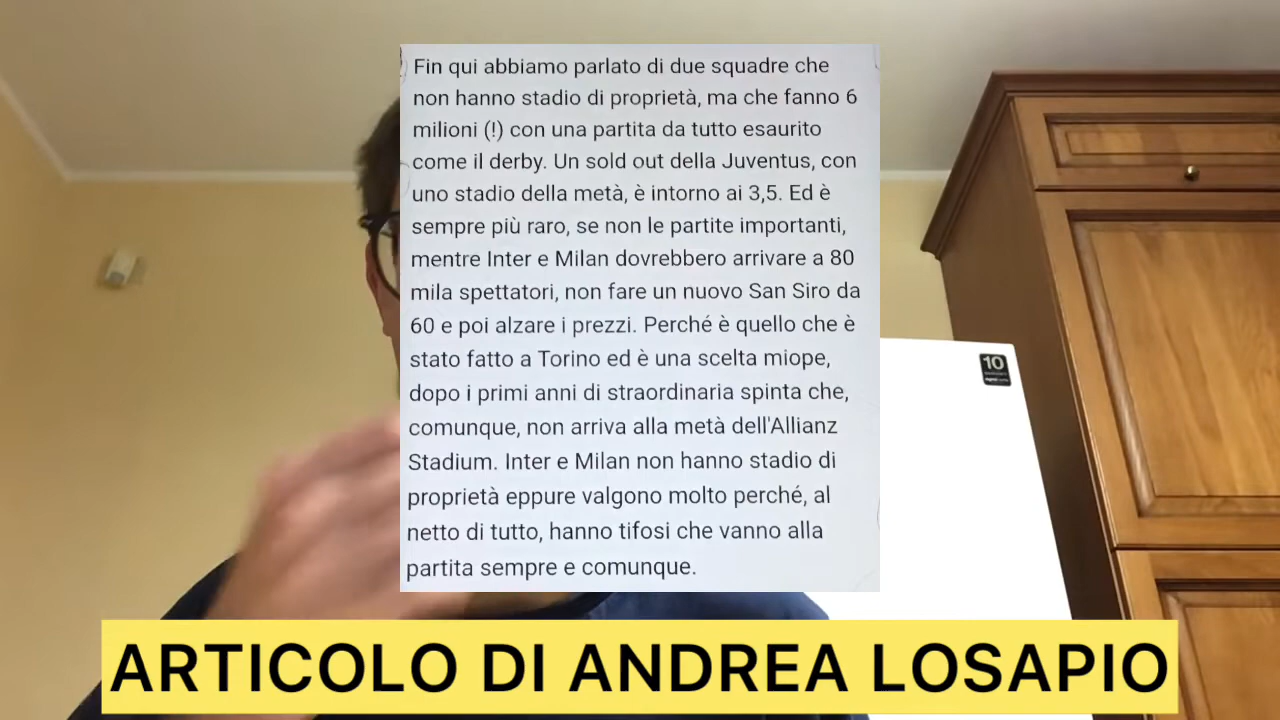 Fin qui abbiamo parlato di due squadre che
non hanno stadio di proprietà, ma che fanno 6
milioni (!) con una partita da tutto esaurito
come il derby. Un sold out della Juventus, con
uno stadio della metà, è intorno ai 3,5. Ed è
sempre più raro, se non le partite importanti,
mentre Inter e Milan dovrebbero arrivare a 80
mila spettatori, non fare un nuovo San Siro da
60 e poi alzare i prezzi. Perché è quello che è
stato fatto a Torino ed è una scelta miope,
dopo i primi anni di straordinaria spinta che,
comunque, non arriva alla metà dell'Allianz
Stadium. Inter e Milan non hanno stadio di
proprietà eppure valgono molto perché, al
netto di tutto, hanno tifosi che vanno alla
partita sempre e comunque.
10
ARTICOLO DI ANDREA LOSAPIO